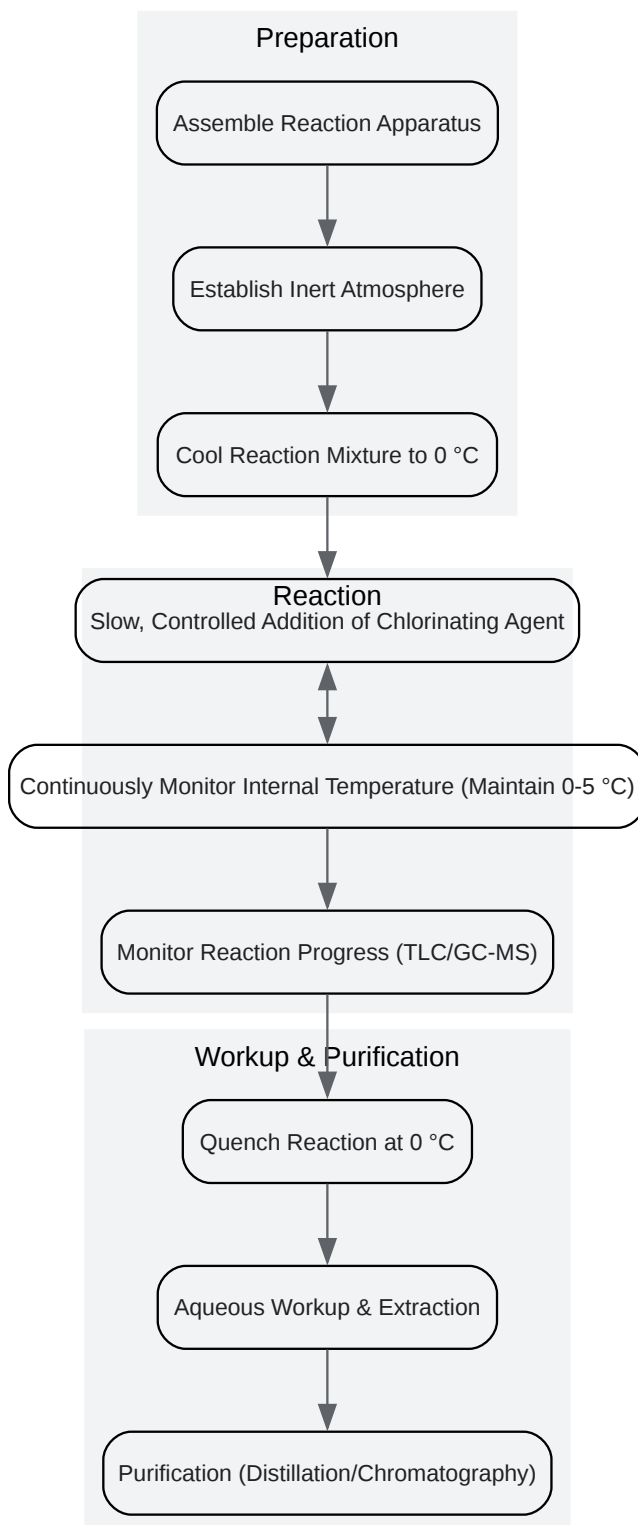 Preparation
Assemble Reaction Apparatus
Establish Inert Atmosphere
Cool Reaction Mixture to 0 °C
Reaction
Slow, Controlled Addition of Chlorinating Agent
Continuously Monitor Internal Temperature (Maintain 0-5 °C)
Monitor Reaction Progress (TLC/GC-MS)
Workup & Purification
Quench Reaction at 0 °C
Aqueous Workup & Extraction
Purification (Distillation/Chromatography)